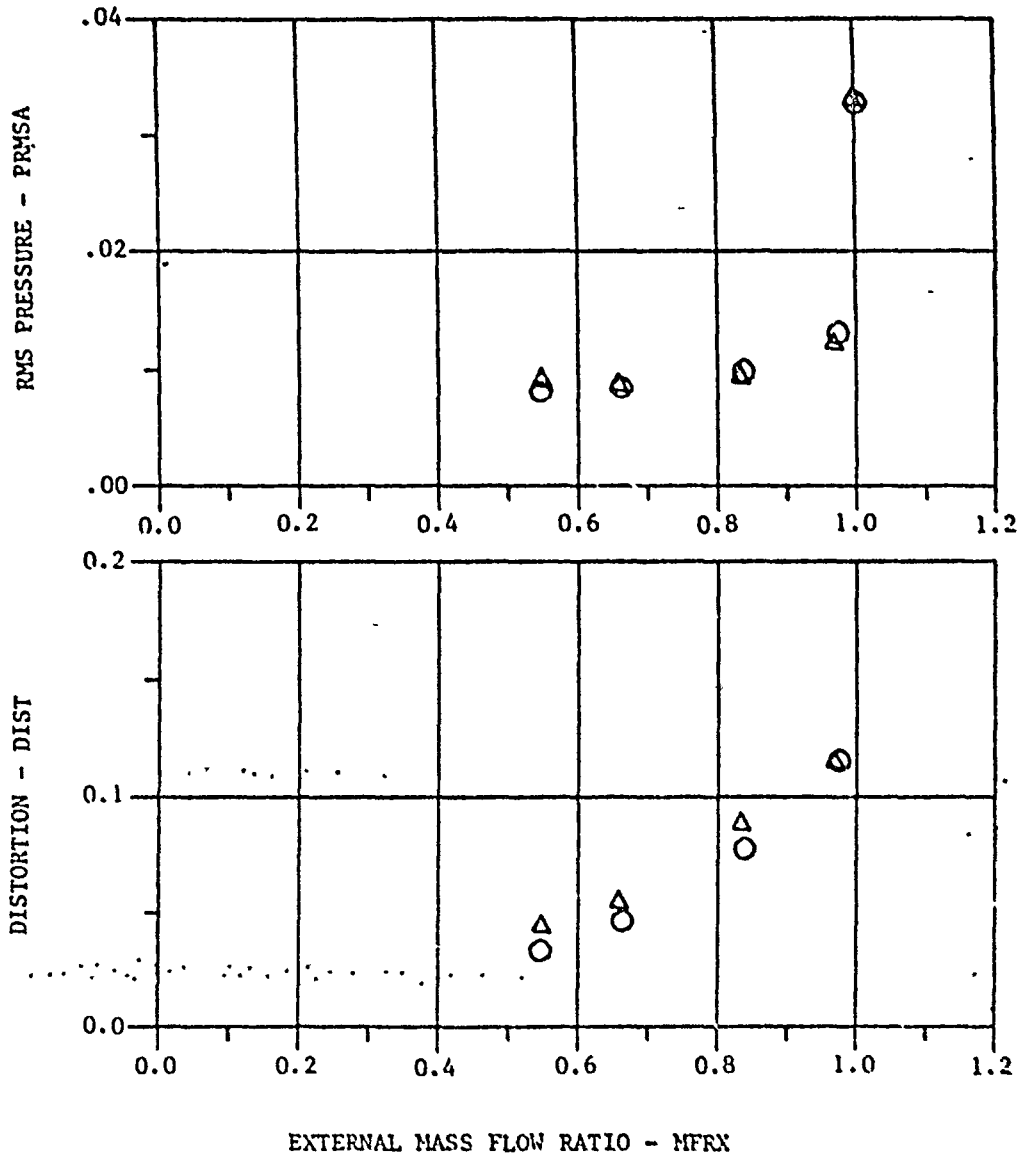 RMS PRESSURE - PRMSA
.04
.02
.00
0.0 0.2 0.4 0.6 0.8 1.0 1.2
DISTORTION - DIST
0.2
0.1
0.0
0.0 0.2 0.4 0.6 0.8 1.0 1.2
EXTERNAL MASS FLOW RATIO - MFRX